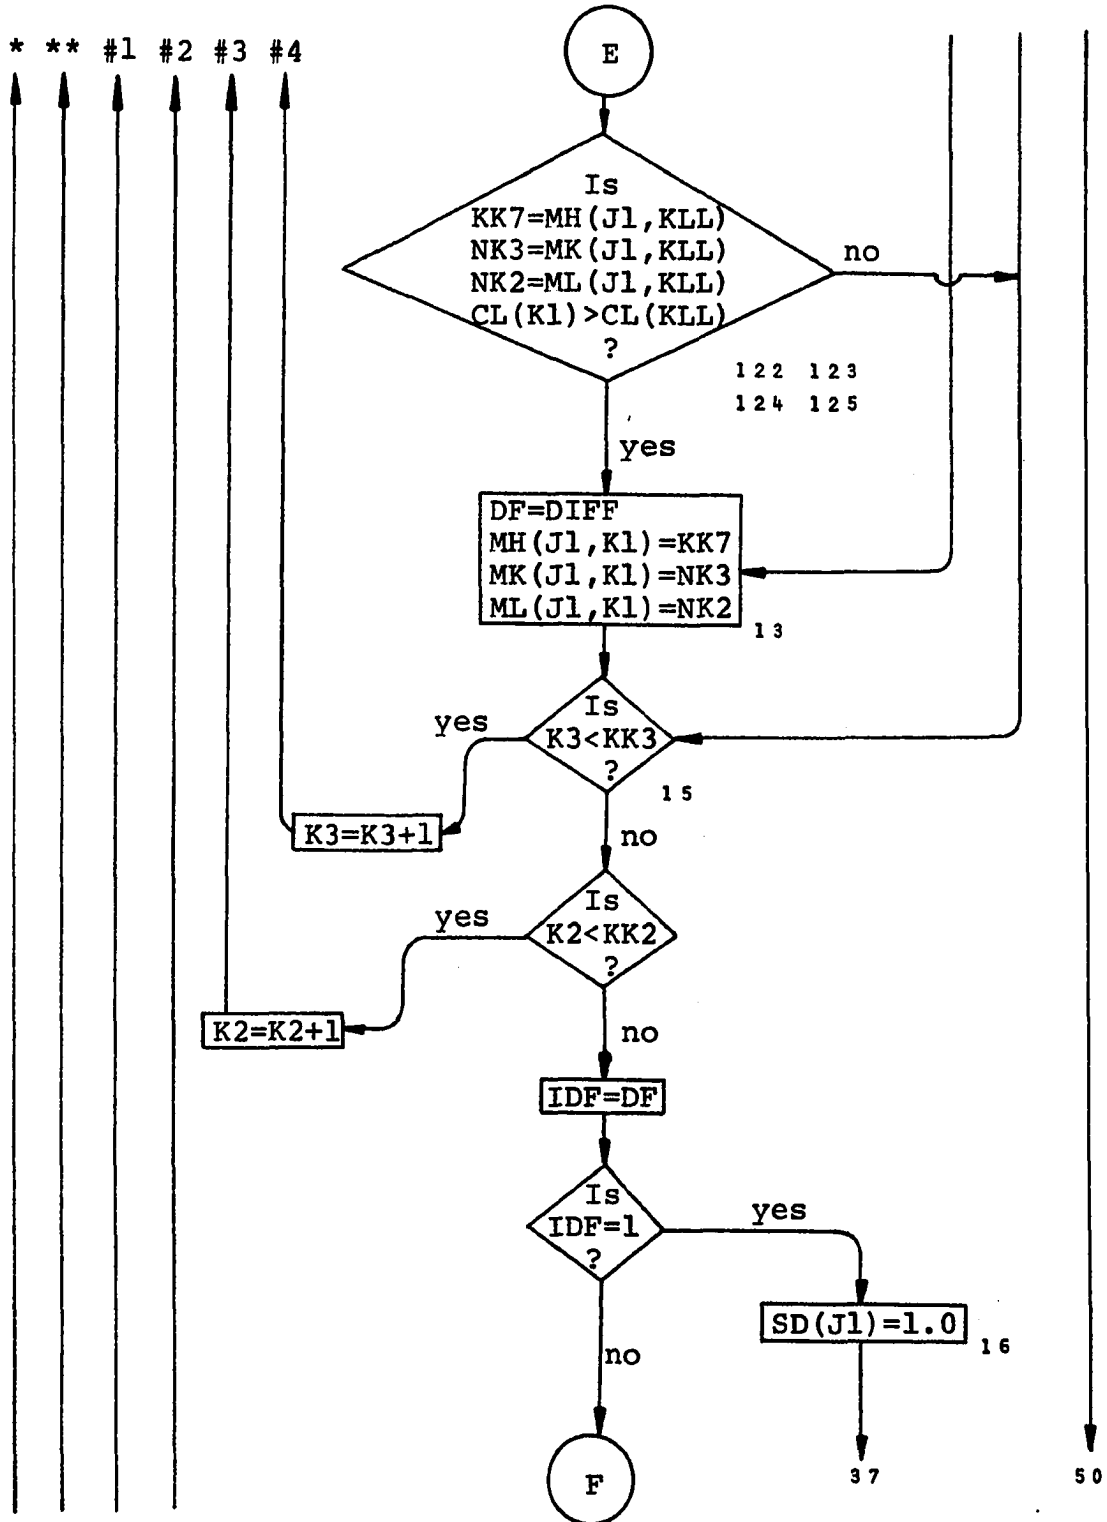 * ** #1 #2 #3 #4
E
Is
KK7=MH(J1,KLL)
NK3=MK(J1,KLL)
NK2=ML(J1,KLL)
CL(K1)>CL(KLL)
?
no
122 123
124 125
yes
DF=DIFF
MH(J1,K1)=KK7
MK(J1,K1)=NK3
ML(J1,K1)=NK2
13
Is
K3<KK3
?
yes
15
K3=K3+1
no
Is
K2<KK2
?
yes
K2=K2+1
no
IDF=DF
Is
IDF=1
?
yes
SD(J1)=1.0
16
no
F
37
50